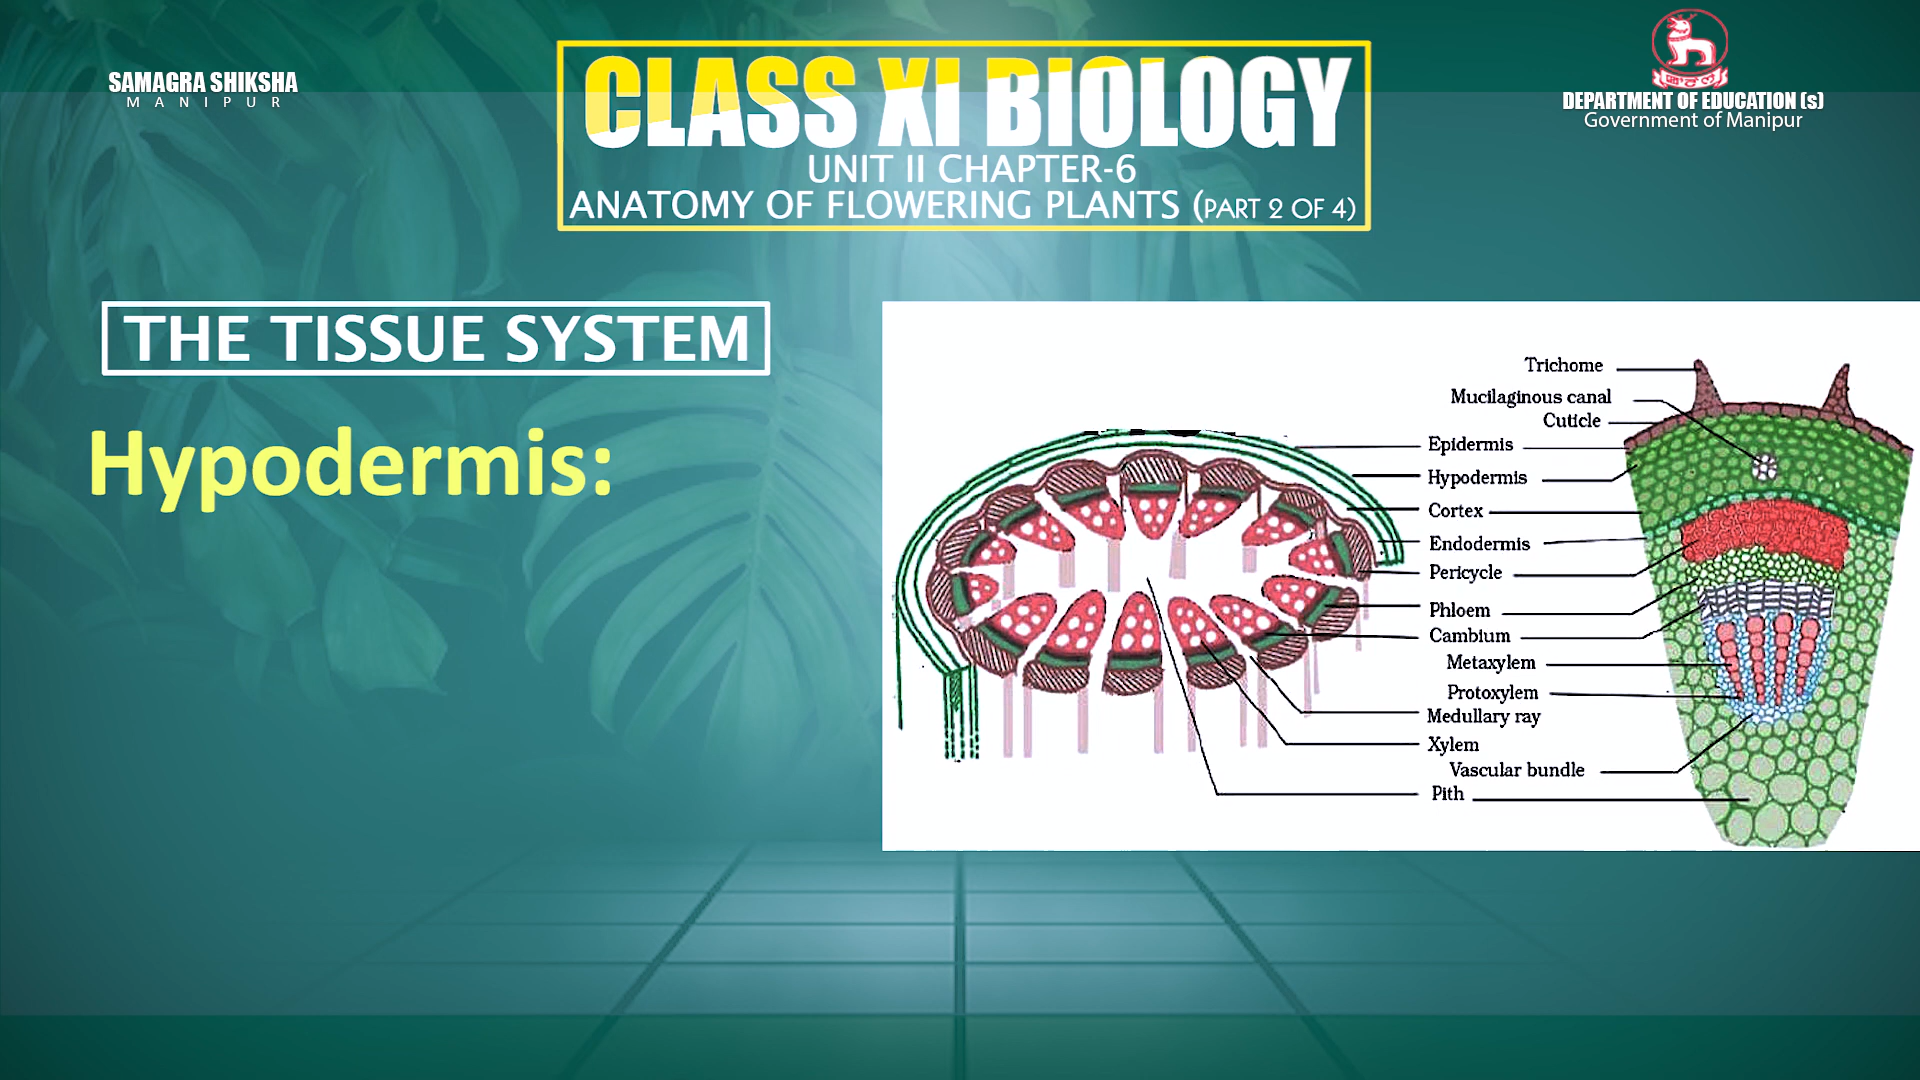 SAMAGRA SHIKSHA
MANIPUR
CLASS XI BIOLOGY
UNIT II CHAPTER-6
ANATOMY OF FLOWERING PLANTS (PART 2 OF 4)
DEPARTMENT OF EDUCATION (s)
Government of Manipur
THE TISSUE SYSTEM
Hypodermis:
Trichome
Mucilaginous canal
Cuticle
Epidermis
Hypodermis
Cortex
Endodermis
Pericycle
Phloem
Cambium
Metaxylem
Protoxylem
Medullary ray
Xylem
Vascular bundle
Pith